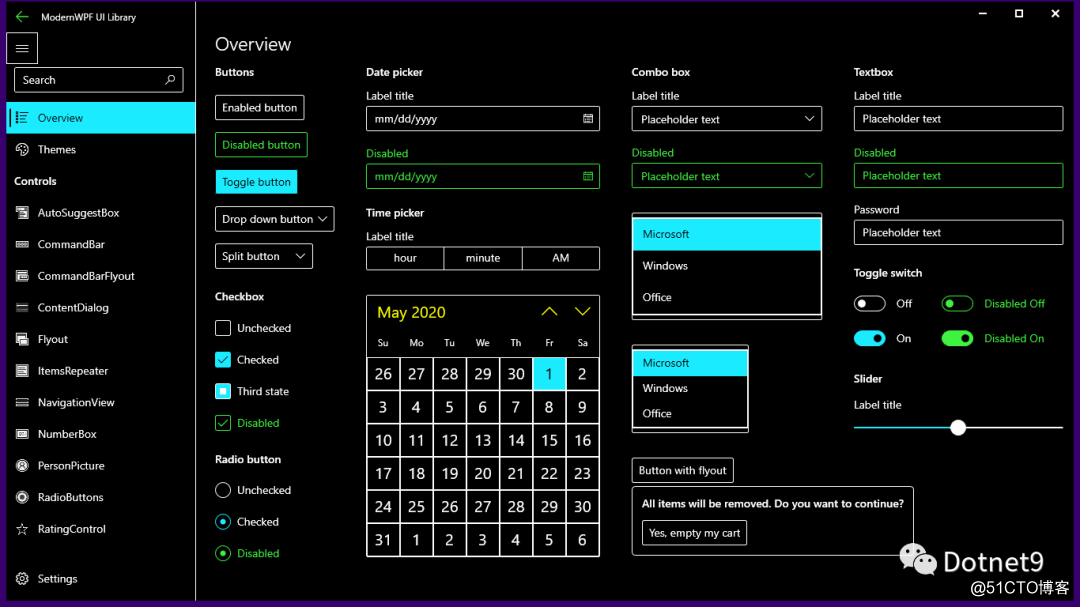 ModernWPF UI Library
Search
Overview
Themes
Controls
AutoSuggestBox
CommandBar
CommandBarFlyout
ContentDialog
Flyout
ItemsRepeater
NavigationView
NumberBox
PersonPicture
RadioButtons
RatingControl
Settings
Overview
Buttons
Enabled button
Disabled button
Toggle button
Drop down button
Split button
Checkbox
Unchecked
Checked
Third state
Disabled
Radio button
Unchecked
Checked
Disabled
Date picker
Label title
mm/dd/yyyy
Disabled
mm/dd/yyyy
Time picker
Label title
hour minute AM
May 2020
Su Mo Tu We Th Fr Sa
26 27 28 29 30 1 2
3 4 5 6 7 8 9
10 11 12 13 14 15 16
17 18 19 20 21 22 23
24 25 26 27 28 29 30
31 1 2 3 4 5 6
Combo box
Label title
Placeholder text
Disabled
Placeholder text
Microsoft
Windows
Office
Microsoft
Windows
Office
Button with flyout
All items will be removed. Do you want to continue?
Yes, empty my cart
Textbox
Label title
Placeholder text
Disabled
Placeholder text
Password
Placeholder text
Toggle switch
Off Disabled Off
On Disabled On
Slider
Label title
Dotnet9
@51CTO博客